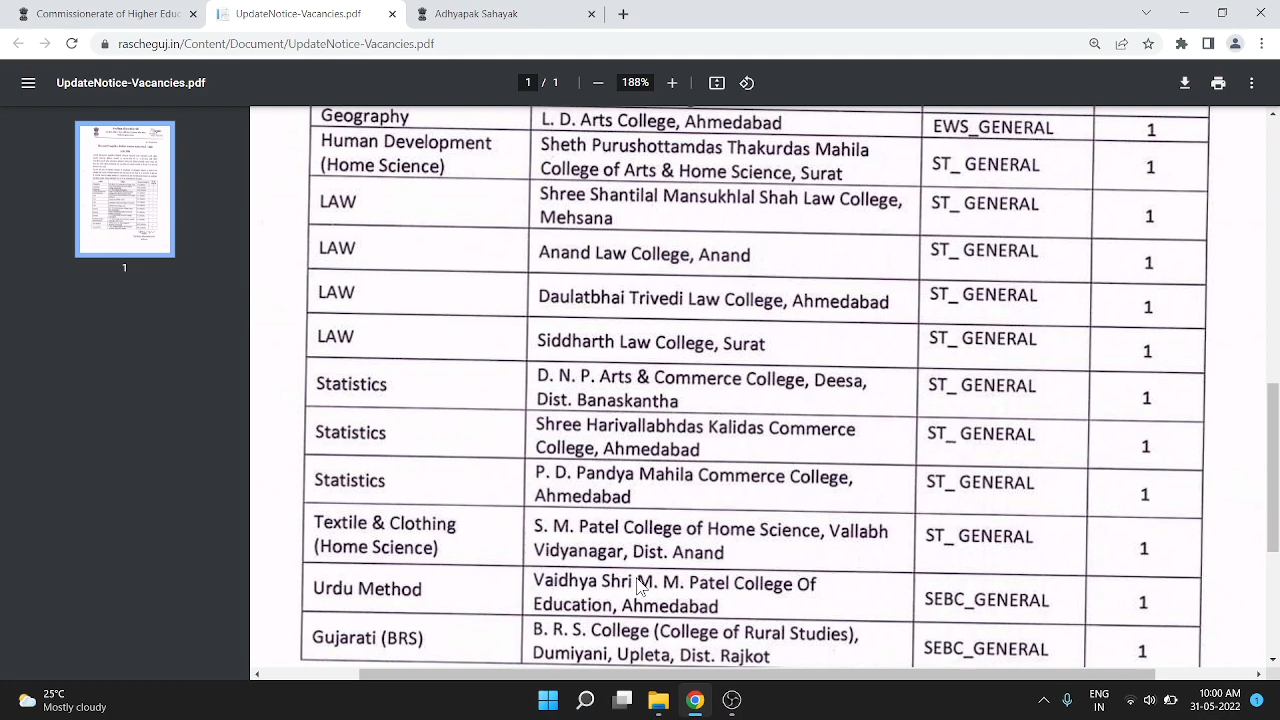 Commissionerate of Higher Educ
UpdateNotice-Vacancies.pdf
Adhyapak Sahayak
rascheguj.in/Content/Document/UpdateNotice-Vacancies.pdf
UpdateNotice-Vacancies.pdf
1 / 1
188%
Geography L. D. Arts College, Ahmedabad EWS_GENERAL 1
Human Development Sheth Purushottamdas Thakurdas Mahila ST_ GENERAL 1
(Home Science) College of Arts & Home Science, Surat
LAW Shree Shantilal Mansukhlal Shah Law College, ST_ GENERAL 1
Mehsana
LAW Anand Law College, Anand ST_ GENERAL 1
LAW Daulatbhai Trivedi Law College, Ahmedabad ST_ GENERAL 1
LAW Siddharth Law College, Surat ST_ GENERAL 1
Statistics D. N. P. Arts & Commerce College, Deesa, ST_ GENERAL 1
Dist. Banaskantha
Statistics Shree Harivallabhdas Kalidas Commerce ST_ GENERAL 1
College, Ahmedabad
Statistics P. D. Pandya Mahila Commerce College, ST_ GENERAL 1
Ahmedabad
Textile & Clothing S. M. Patel College of Home Science, Vallabh ST_ GENERAL 1
(Home Science) Vidyanagar, Dist. Anand
Urdu Method Vaidhya Shri M. M. Patel College Of SEBC_GENERAL 1
Education, Ahmedabad
Gujarati (BRS) B. R. S. College (College of Rural Studies), SEBC_GENERAL 1
Dumiyani, Upleta, Dist. Rajkot
1
25°C
Mostly cloudy
ENG
IN
10:00 AM
31-05-2022
1